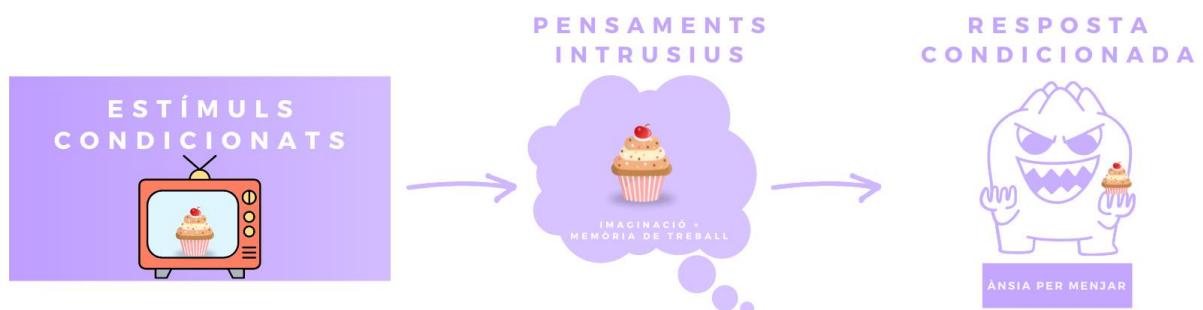 ESTÍMULS
CONDICIONATS
PENSAMENTS
INTRUSIUS
IMAGINACIÓ =
MEMÒRIA DE TREBALL
RESPOSTA
CONDICIONADA
ÀNSIA PER MENJAR